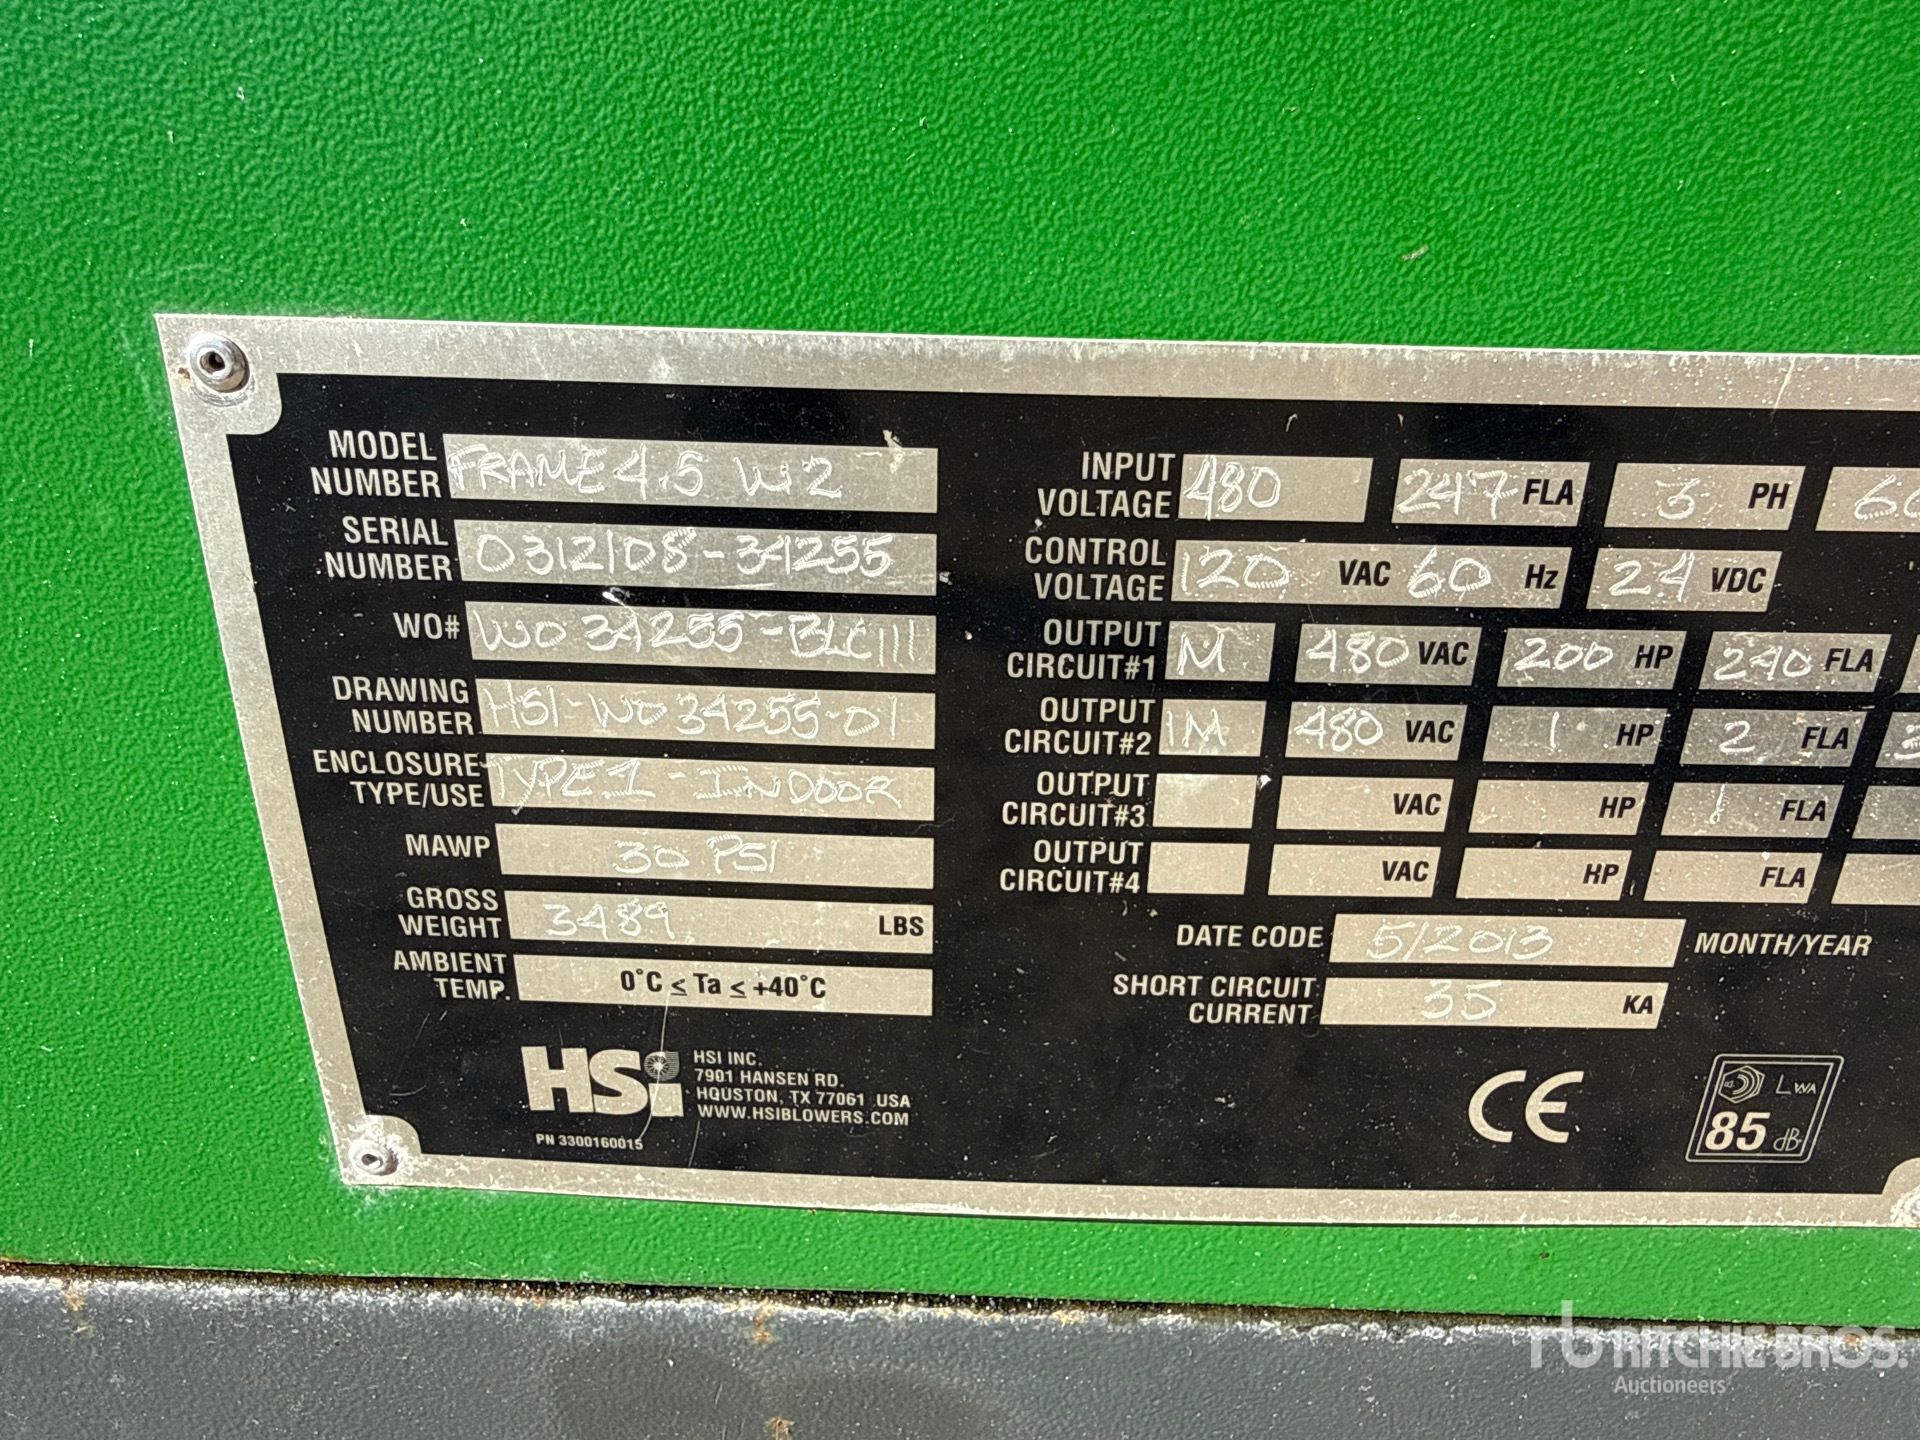 MODEL NUMBER FRAME 4.5 W2
SERIAL NUMBER 0312108-34255
WO# WO34255-BLC111
DRAWING NUMBER HSI-WO34255-01
ENCLOSURE TYPE/USE TYPE 1 - INDOOR
MAWP 30 PSI
GROSS WEIGHT 3489 LBS
AMBIENT TEMP. 0°C ≤ Ta ≤ +40°C
INPUT VOLTAGE 480 247 FLA 3 PH
CONTROL VOLTAGE 120 VAC 60 Hz 24 VDC
OUTPUT CIRCUIT#1 M 480 VAC 200 HP 240 FLA
OUTPUT CIRCUIT#2 1M 480 VAC 1 HP 2 FLA
OUTPUT CIRCUIT#3 VAC HP FLA
OUTPUT CIRCUIT#4 VAC HP FLA
DATE CODE 5/2013 MONTH/YEAR
SHORT CIRCUIT CURRENT 35 KA
HSi
HSI INC.
7901 HANSEN RD.
HOUSTON, TX 77061 USA
WWW.HSIBLOWERS.COM
PN 3300160015
CE
LWA
85 dB
rb RITCHIE BROS.
Auctioneers